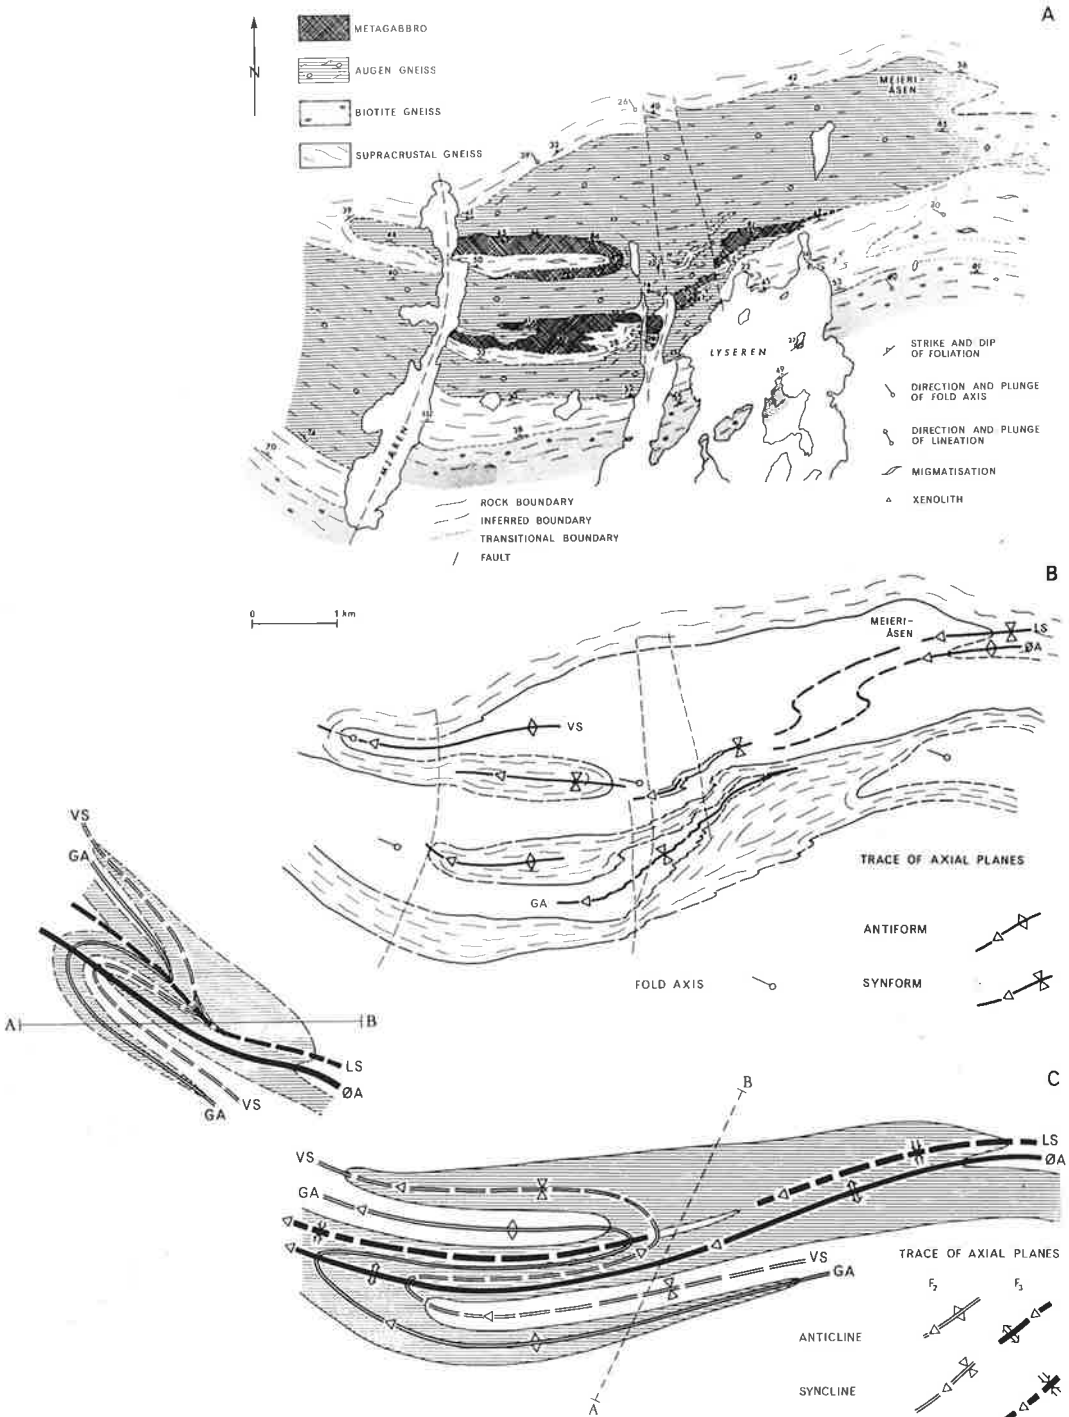 A
METAGABBRO
N
AUGEN GNEISS
BIOTITE GNEISS
SUPRACRUSTAL GNEISS
MEIERI-
ÅSEN
LYSEREN
MJÆREN
STRIKE AND DIP
OF FOLIATION
DIRECTION AND PLUNGE
OF FOLD AXIS
DIRECTION AND PLUNGE
OF LINEATION
MIGMATISATION
XENOLITH
ROCK BOUNDARY
INFERRED BOUNDARY
TRANSITIONAL BOUNDARY
FAULT
B
0 1 km
MEIERI-
ÅSEN
LS
ØA
VS
GA
TRACE OF AXIAL PLANES
ANTIFORM
FOLD AXIS
SYNFORM
VS
GA
A B
LS
ØA
VS
GA
C
B
VS
GA
LS
ØA
VS
GA
A
TRACE OF AXIAL PLANES
F2 F3
ANTICLINE
SYNCLINE